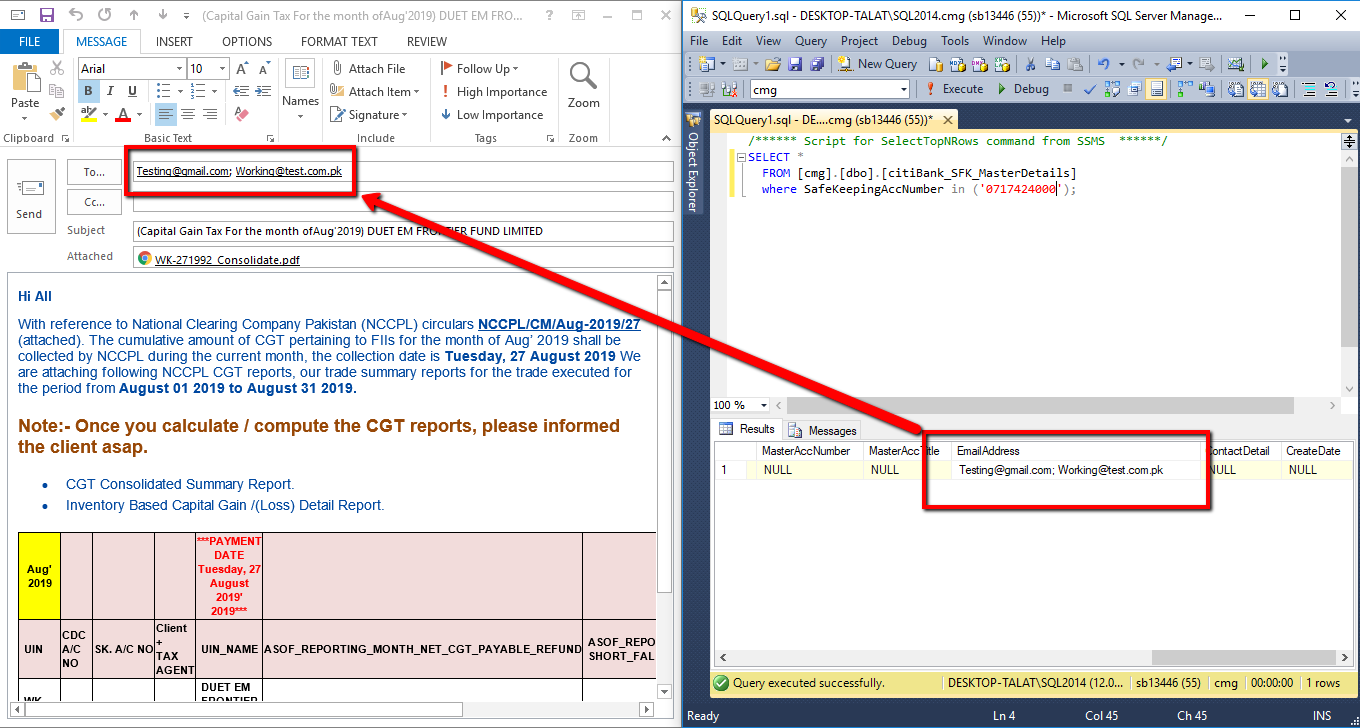 (Capital Gain Tax For the month ofAug'2019) DUET EM FRO...
?
FILE
MESSAGE
INSERT
OPTIONS
FORMAT TEXT
REVIEW
Paste
Arial
10
B I U
Clipboard
Basic Text
Names
Attach File
Attach Item
Signature
Include
Follow Up
High Importance
Low Importance
Tags
Zoom
Zoom
Send
To...
Testing@gmail.com; Working@test.com.pk
Cc...
Subject
(Capital Gain Tax For the month ofAug'2019) DUET EM FRONTIER FUND LIMITED
Attached
WK-271992_Consolidate.pdf
Hi All
With reference to National Clearing Company Pakistan (NCCPL) circulars NCCPL/CM/Aug-2019/27
(attached). The cumulative amount of CGT pertaining to FIIs for the month of Aug' 2019 shall be
collected by NCCPL during the current month, the collection date is Tuesday, 27 August 2019 We
are attaching following NCCPL CGT reports, our trade summary reports for the trade executed for
the period from August 01 2019 to August 31 2019.
Note:- Once you calculate / compute the CGT reports, please informed
the client asap.
• CGT Consolidated Summary Report.
• Inventory Based Capital Gain /(Loss) Detail Report.
Aug'
2019
***PAYMENT
DATE
Tuesday, 27
August
2019'
2019***
UIN
CDC
A/C
NO
SK. A/C NO
Client
+
TAX
AGENT
UIN_NAME
ASOF_REPORTING_MONTH_NET_CGT_PAYABLE_REFUND
ASOF_REPO
SHORT_FAL
WK-
DUET EM
FRONTIER
SQLQuery1.sql - DESKTOP-TALAT\SQL2014.cmg (sb13446 (55))* - Microsoft SQL Server Manage...
File Edit View Query Project Debug Tools Window Help
New Query
cmg
Execute
Debug
SQLQuery1.sql - DE....cmg (sb13446 (55))*
Object Explorer
/****** Script for SelectTopNRows command from SSMS ******/
SELECT *
FROM [cmg].[dbo].[citiBank_SFK_MasterDetails]
where SafeKeepingAccNumber in ('0717424000');
100 %
Results
Messages
MasterAccNumber MasterAccTitle EmailAddress ContactDetail CreateDate
1 NULL NULL Testing@gmail.com; Working@test.com.pk NULL NULL
Query executed successfully.
DESKTOP-TALAT\SQL2014 (12.0...
sb13446 (55)
cmg
00:00:00
1 rows
Ready
Ln 4
Col 45
Ch 45
INS